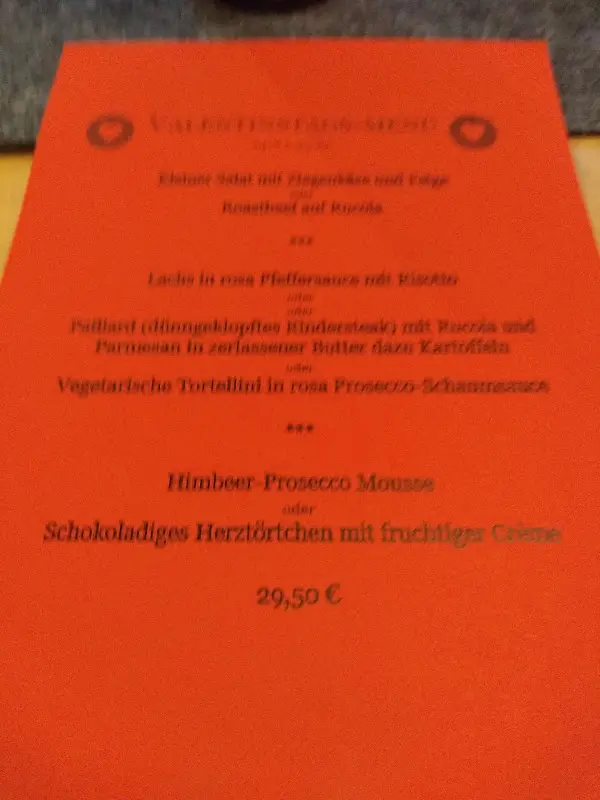 VALENTINSTAGS-MENÜ
Kleiner Salat mit Ziegenkäse und Feige
oder
Roastbeef auf Rucola
***
Lachs in rosa Pfeffersauce mit Risotto
oder
oder
Paillard (dünngeklopftes Rindersteak) mit Rucola und
Parmesan in zerlassener Butter dazu Kartoffeln
oder
Vegetarische Tortellini in rosa Prosecco-Schaumsauce
***
Himbeer-Prosecco Mousse
oder
Schokoladiges Herztörtchen mit fruchtiger Crème
29,50 €